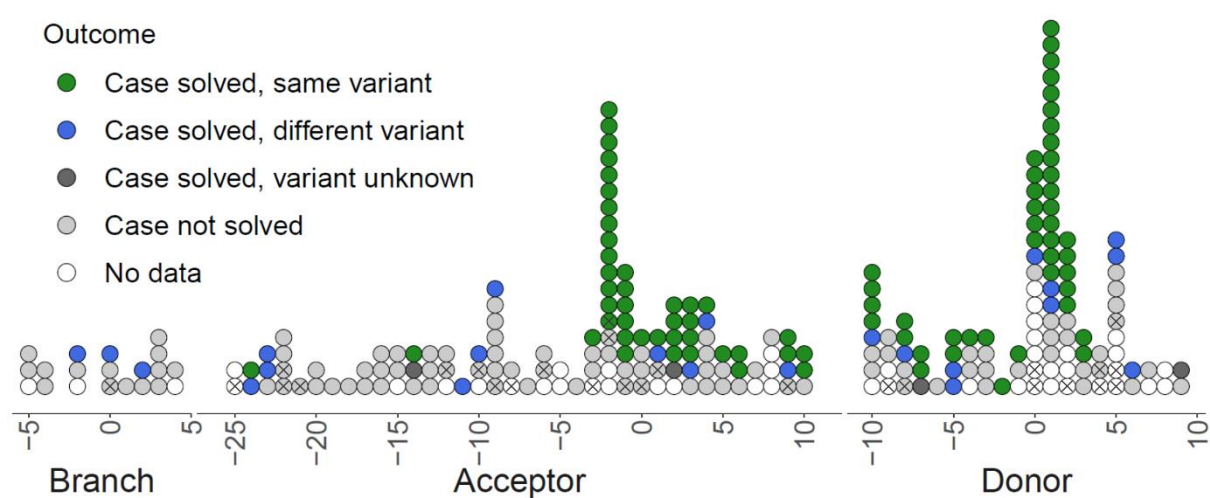 Outcome
Case solved, same variant
Case solved, different variant
Case solved, variant unknown
Case not solved
No data
−5 0 5 −25 −20 −15 −10 −5 0 5 10 −10 −5 0 5 10
Branch Acceptor Donor